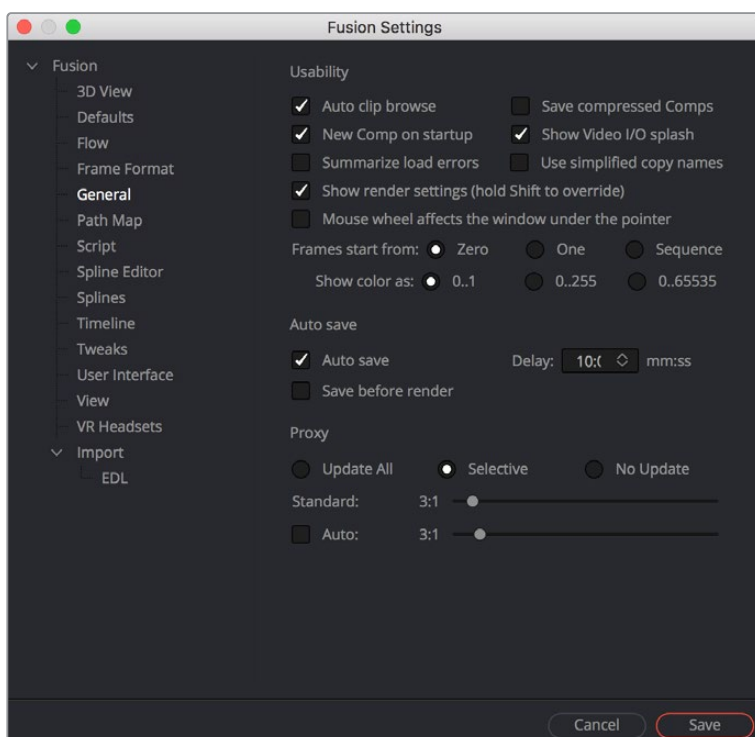 Fusion Settings
Fusion
3D View
Defaults
Flow
Frame Format
General
Path Map
Script
Spline Editor
Splines
Timeline
Tweaks
User Interface
View
VR Headsets
Import
EDL
Usability
Auto clip browse Save compressed Comps
New Comp on startup Show Video I/O splash
Summarize load errors Use simplified copy names
Show render settings (hold Shift to override)
Mouse wheel affects the window under the pointer
Frames start from: Zero One Sequence
Show color as: 0..1 0..255 0..65535
Auto save
Auto save Delay: 10:( mm:ss
Save before render
Proxy
Update All Selective No Update
Standard: 3:1
Auto: 3:1
Cancel Save